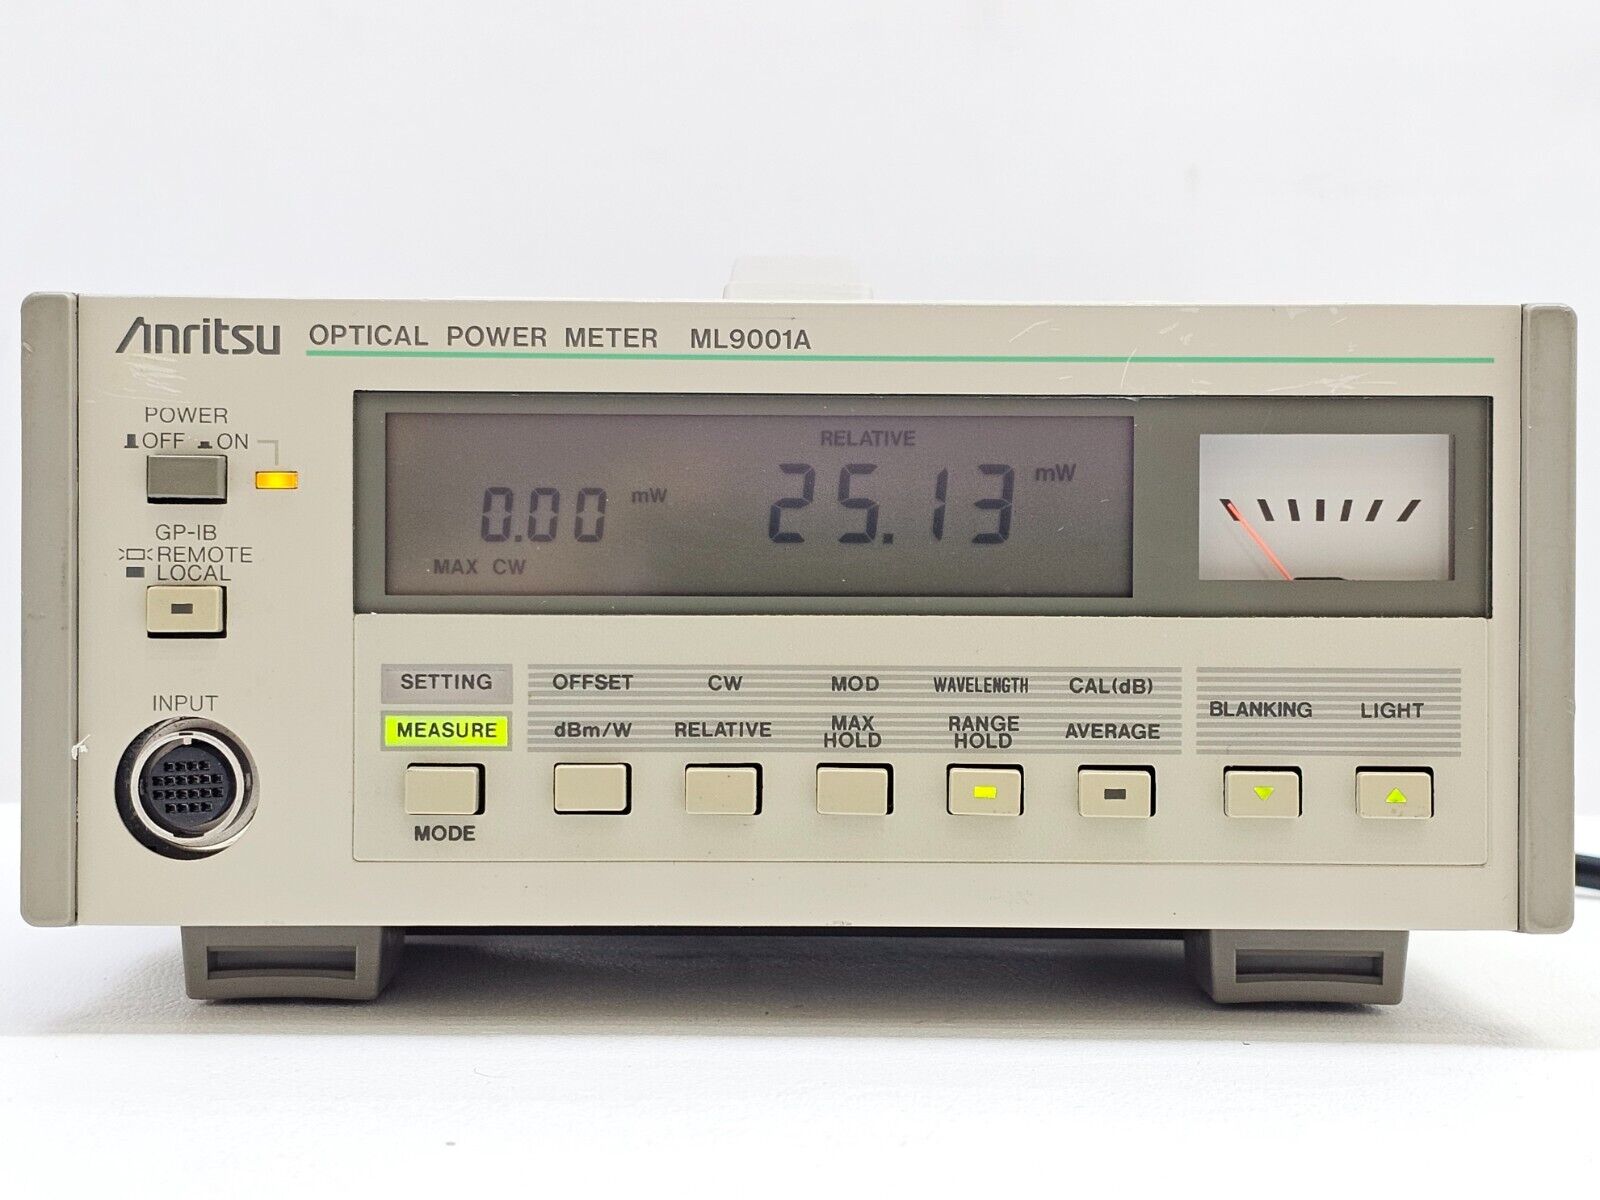 Anritsu OPTICAL POWER METER ML9001A
POWER
OFF ON
GP-IB
REMOTE
LOCAL
INPUT
RELATIVE
0.00 mW 25.13 mW
MAX CW
SETTING OFFSET CW MOD WAVELENGTH CAL(dB)
BLANKING LIGHT
MEASURE dBm/W RELATIVE MAX HOLD RANGE HOLD AVERAGE
MODE